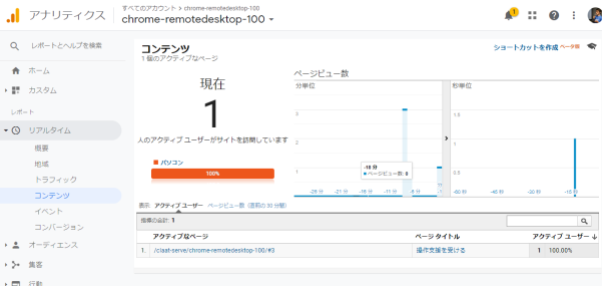 アナリティクス
すべてのアカウント > chrome-remotedesktop-100
chrome-remotedesktop-100
1
レポートとヘルプを検索
ホーム
カスタム
レポート
リアルタイム
概要
地域
トラフィック
コンテンツ
イベント
コンバージョン
オーディエンス
集客
行動
コンテンツ
1 個のアクティブなページ
ショートカットを作成 ベータ版
現在
1
人のアクティブ ユーザーがサイトを訪問しています
パソコン
100%
ページビュー数
分単位
秒単位
3
2
1
-26 分 -21 分 -16 分 -11 分
-18 分
ページビュー数: 3
1.5
1
0.5
-60 秒 -45 秒 -30 秒 -15 秒
表示: アクティブ ユーザー ページビュー数（直前の 30 分間）
指標の合計: 1
アクティブなページ ページ タイトル アクティブ ユーザー
1. /claat-serve/chrome-remotedesktop-100/#3 操作支援を受ける 1 100.00%